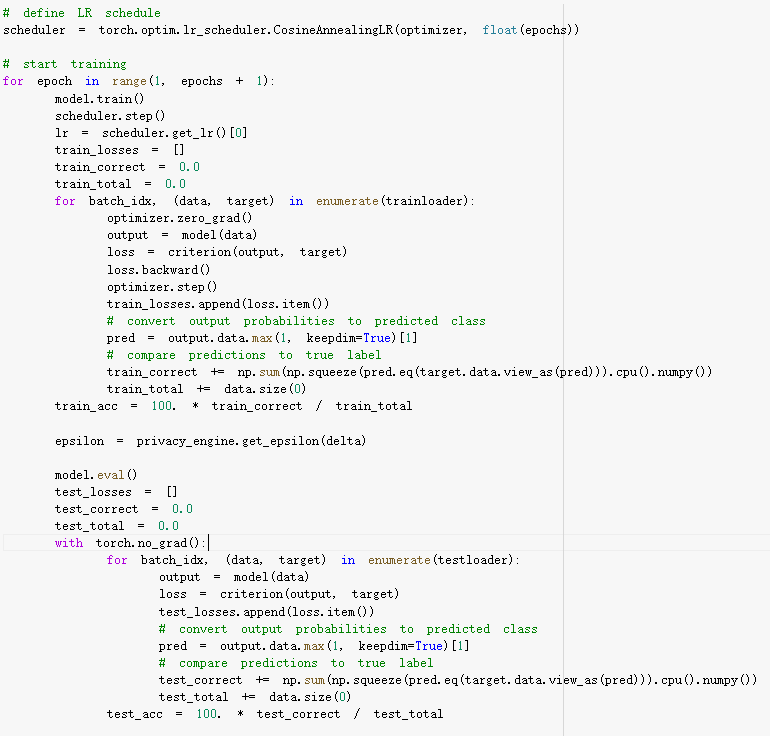 # define LR schedule
scheduler = torch.optim.lr_scheduler.CosineAnnealingLR(optimizer, float(epochs))
# start training
for epoch in range(1, epochs + 1):
model.train()
scheduler.step()
lr = scheduler.get_lr()[0]
train_losses = []
train_correct = 0.0
train_total = 0.0
for batch_idx, (data, target) in enumerate(trainloader):
optimizer.zero_grad()
output = model(data)
loss = criterion(output, target)
loss.backward()
optimizer.step()
train_losses.append(loss.item())
# convert output probabilities to predicted class
pred = output.data.max(1, keepdim=True)[1]
# compare predictions to true label
train_correct += np.sum(np.squeeze(pred.eq(target.data.view_as(pred))).cpu().numpy())
train_total += data.size(0)
train_acc = 100. * train_correct / train_total
epsilon = privacy_engine.get_epsilon(delta)
model.eval()
test_losses = []
test_correct = 0.0
test_total = 0.0
with torch.no_grad():
for batch_idx, (data, target) in enumerate(testloader):
output = model(data)
loss = criterion(output, target)
test_losses.append(loss.item())
# convert output probabilities to predicted class
pred = output.data.max(1, keepdim=True)[1]
# compare predictions to true label
test_correct += np.sum(np.squeeze(pred.eq(target.data.view_as(pred))).cpu().numpy())
test_total += data.size(0)
test_acc = 100. * test_correct / test_total